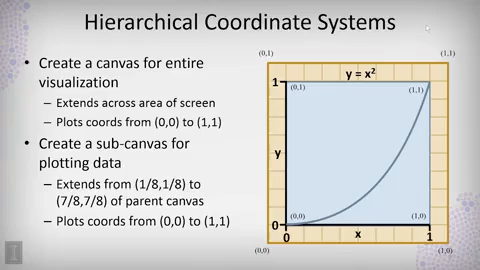 Hierarchical Coordinate Systems
• Create a canvas for entire
visualization
– Extends across area of screen
– Plots coords from (0,0) to (1,1)
• Create a sub-canvas for
plotting data
– Extends from (1/8,1/8) to
(7/8,7/8) of parent canvas
– Plots coords from (0,0) to (1,1)
(0,1) (1,1)
y = x²
1 (0,1) (1,1)
y
(0,0) (1,0)
0
0 x 1
(0,0) (1,0)